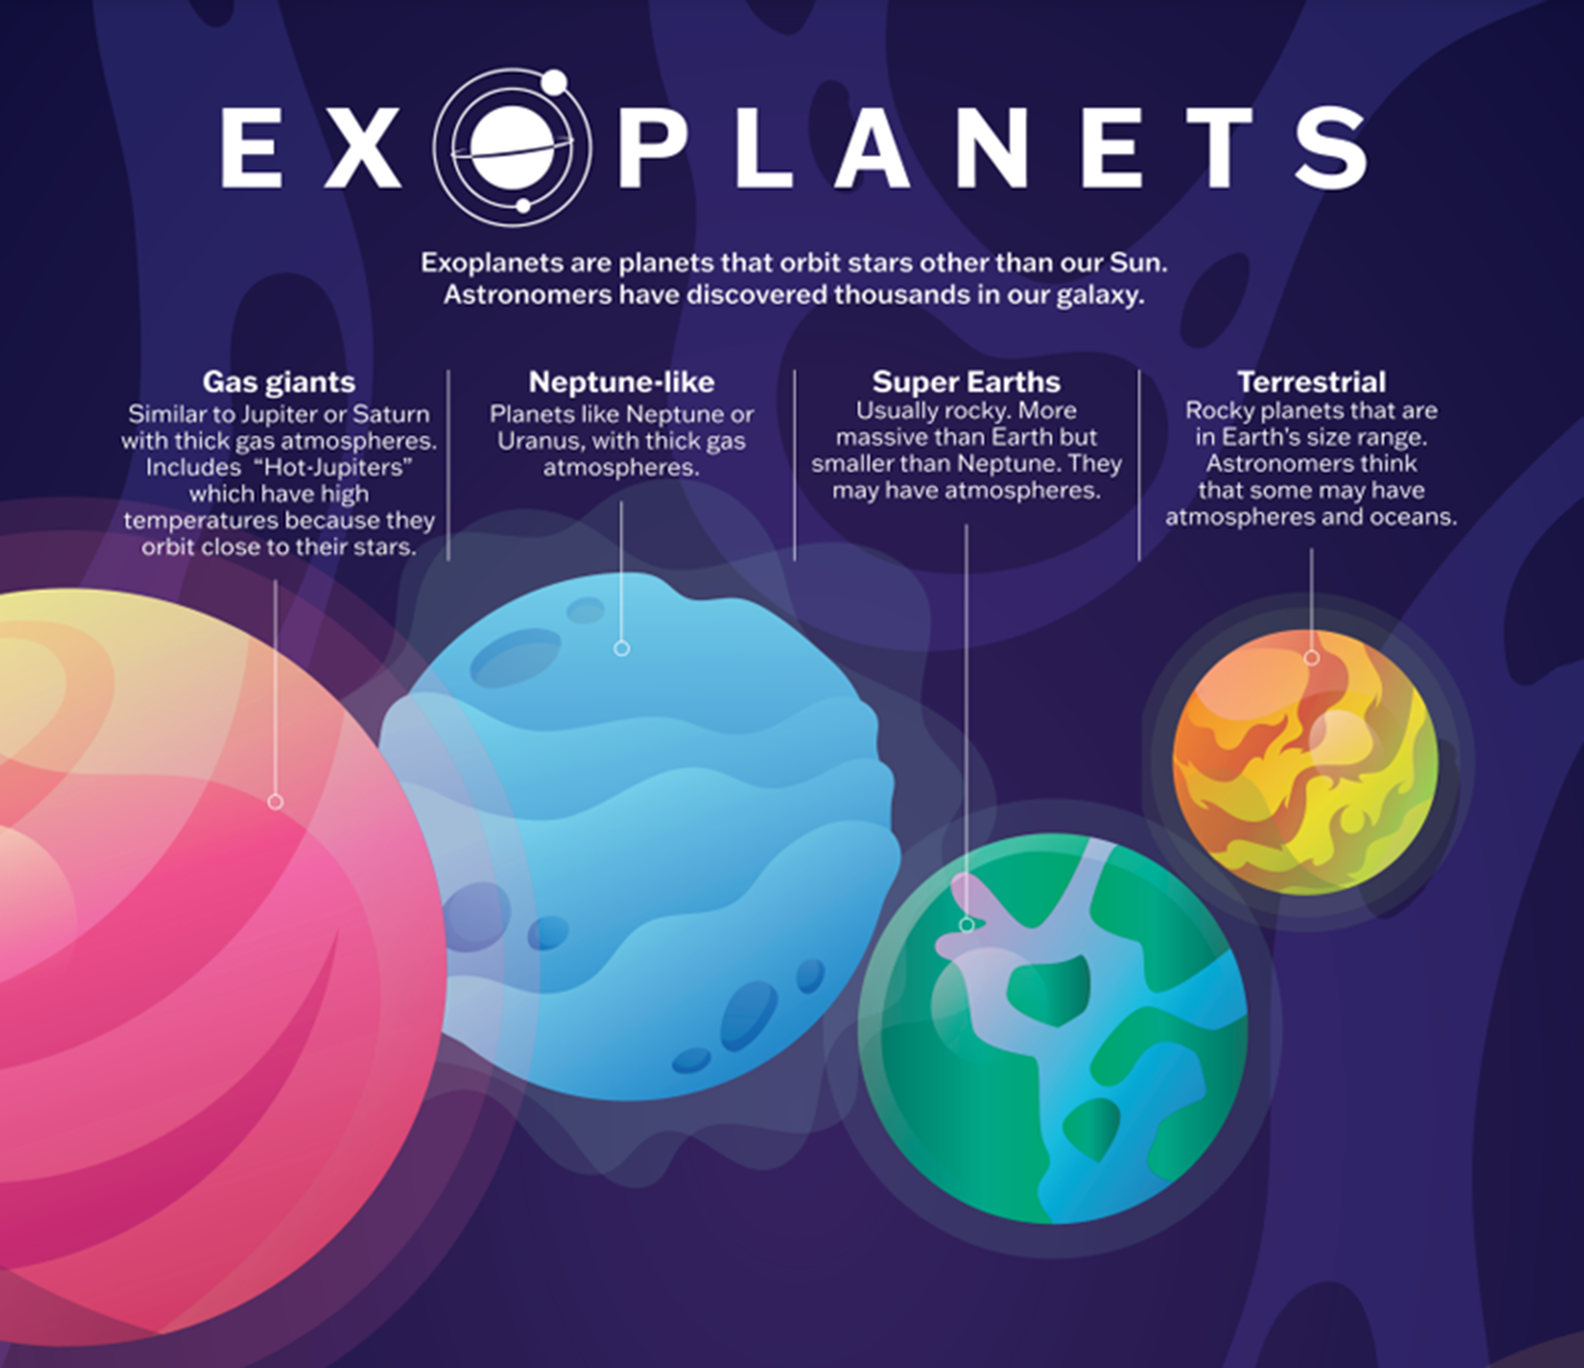 EXOPLANETS
Exoplanets are planets that orbit stars other than our Sun.
Astronomers have discovered thousands in our galaxy.
Gas giants
Similar to Jupiter or Saturn
with thick gas atmospheres.
Includes “Hot-Jupiters”
which have high
temperatures because they
orbit close to their stars.
Neptune-like
Planets like Neptune or
Uranus, with thick gas
atmospheres.
Super Earths
Usually rocky. More
massive than Earth but
smaller than Neptune. They
may have atmospheres.
Terrestrial
Rocky planets that are
in Earth’s size range.
Astronomers think
that some may have
atmospheres and oceans.